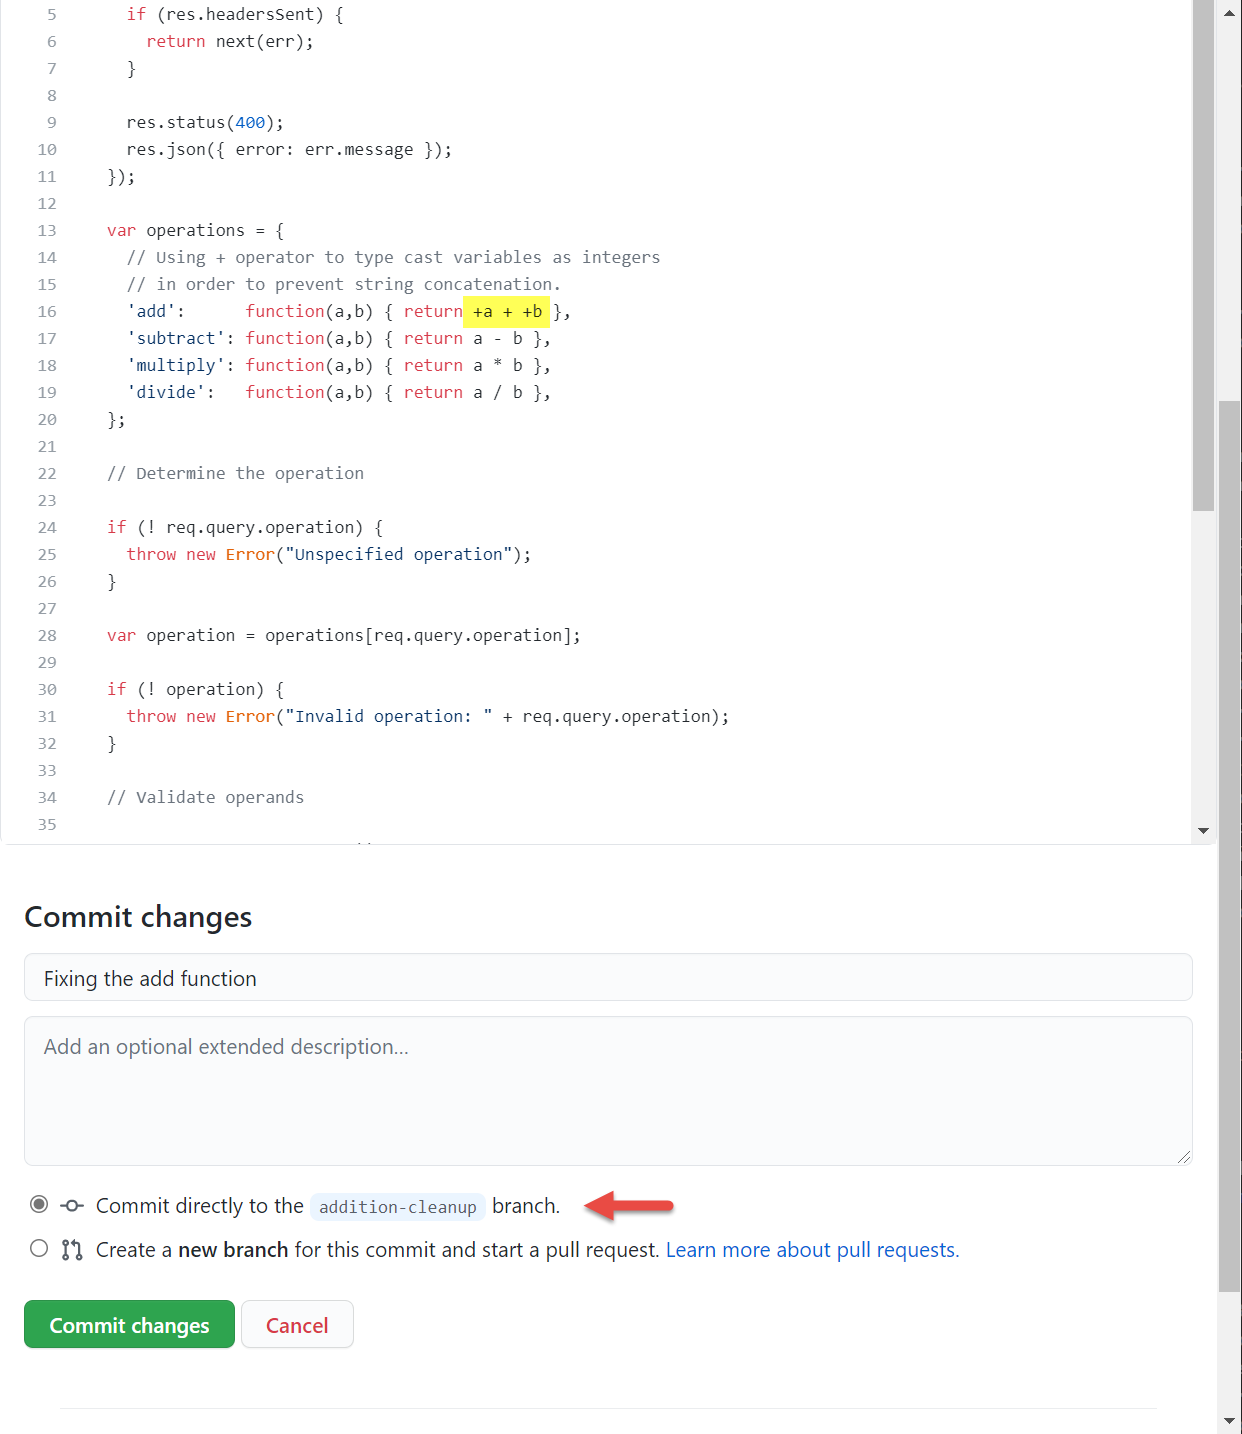 5 if (res.headersSent) {
6 return next(err);
7 }
8
9 res.status(400);
10 res.json({ error: err.message });
11 });
12
13 var operations = {
14 // Using + operator to type cast variables as integers
15 // in order to prevent string concatenation.
16 'add': function(a,b) { return +a + +b },
17 'subtract': function(a,b) { return a - b },
18 'multiply': function(a,b) { return a * b },
19 'divide': function(a,b) { return a / b },
20 };
21
22 // Determine the operation
23
24 if (! req.query.operation) {
25 throw new Error("Unspecified operation");
26 }
27
28 var operation = operations[req.query.operation];
29
30 if (! operation) {
31 throw new Error("Invalid operation: " + req.query.operation);
32 }
33
34 // Validate operands
35
Commit changes
Fixing the add function
Add an optional extended description...
Commit directly to the addition-cleanup branch.
Create a new branch for this commit and start a pull request. Learn more about pull requests.
Commit changes Cancel